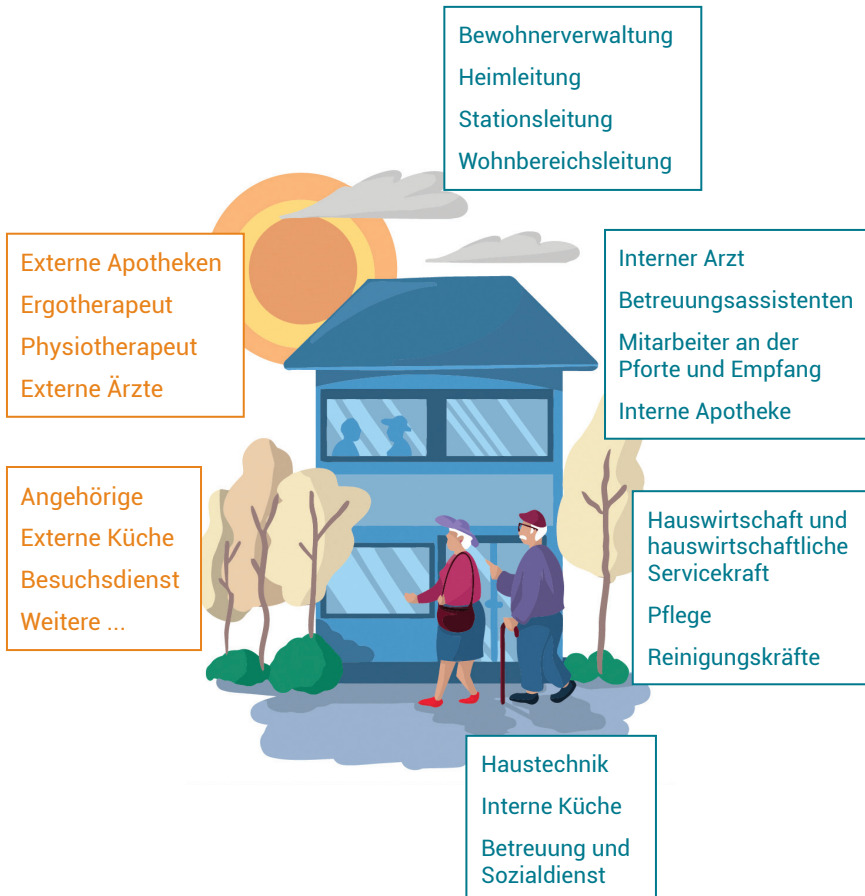 Bewohnerverwaltung
Heimleitung
Stationsleitung
Wohnbereichsleitung
Externe Apotheken
Ergotherapeut
Physiotherapeut
Externe Ärzte
Interner Arzt
Betreuungsassistenten
Mitarbeiter an der
Pforte und Empfang
Interne Apotheke
Angehörige
Externe Küche
Besuchsdienst
Weitere ...
Hauswirtschaft und
hauswirtschaftliche
Servicekraft
Pflege
Reinigungskräfte
Haustechnik
Interne Küche
Betreuung und
Sozialdienst